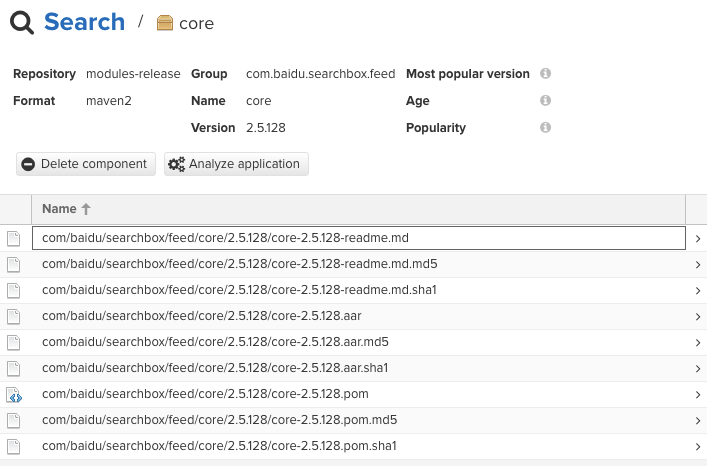 Search / core
Repository modules-release Group com.baidu.searchbox.feed Most popular version
Format maven2 Name core Age
Version 2.5.128 Popularity
Delete component Analyze application
Name
com/baidu/searchbox/feed/core/2.5.128/core-2.5.128-readme.md
com/baidu/searchbox/feed/core/2.5.128/core-2.5.128-readme.md.md5
com/baidu/searchbox/feed/core/2.5.128/core-2.5.128-readme.md.sha1
com/baidu/searchbox/feed/core/2.5.128/core-2.5.128.aar
com/baidu/searchbox/feed/core/2.5.128/core-2.5.128.aar.md5
com/baidu/searchbox/feed/core/2.5.128/core-2.5.128.aar.sha1
com/baidu/searchbox/feed/core/2.5.128/core-2.5.128.pom
com/baidu/searchbox/feed/core/2.5.128/core-2.5.128.pom.md5
com/baidu/searchbox/feed/core/2.5.128/core-2.5.128.pom.sha1